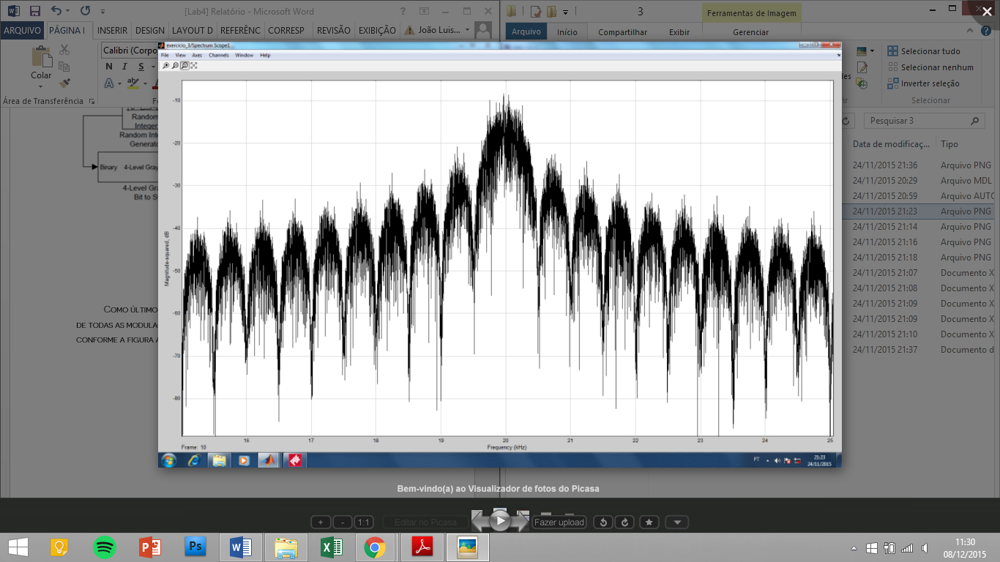 [Lab4] Relatório - Microsoft Word
3
Ferramentas de Imagem
ARQUIVO PÁGINA I INSERIR DESIGN LAYOUT D REFERÊNC CORRESP REVISÃO EXIBIÇÃO João Luis...
Arquivo Início Compartilhar Exibir Gerenciar
Calibri (Corpo
Colar
N I S
Área de Transferência
Selecionar tudo
Selecionar nenhum
Inverter seleção
Selecionar
Pesquisar 3
Data de modificaç... Tipo
24/11/2015 21:36 Arquivo PNG
24/11/2015 20:29 Arquivo MDL
24/11/2015 20:59 Arquivo AUTO
24/11/2015 21:23 Arquivo PNG
24/11/2015 21:14 Arquivo PNG
24/11/2015 21:16 Arquivo PNG
24/11/2015 21:18 Arquivo PNG
24/11/2015 21:07 Documento X
24/11/2015 21:08 Documento X
24/11/2015 21:09 Documento X
24/11/2015 21:09 Documento X
24/11/2015 21:10 Documento X
24/11/2015 21:37 Documento d
Random
Integer
Random Int
Generato
Binary 4-Level Gray
4-Level Gra
Bit to S
COMO ÚLTIMO
DE TODAS AS MODULA
CONFORME A FIGURA A
exercicio_3/Spectrum Scope1
File View Axes Channels Window Help
-10
-20
-30
-40
-50
-60
-70
-80
Magnitude-squared, dB
16 17 18 19 20 21 22 23 24 25
Frame: 10
Frequency (kHz)
PT
21:23
24/11/2015
Bem-vindo(a) ao Visualizador de fotos do Picasa
+ - 1:1 Editar no Picasa Fazer upload
11:30
08/12/2015